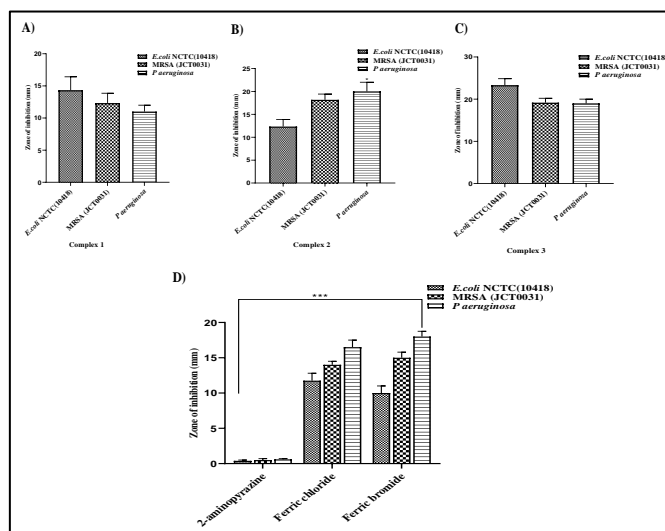 A)
E.coli NCTC(10418)
MRSA (JCT0031)
P aeruginosa
Zone of inhibition (mm)
20
15
10
5
0
E.coli NCTC(10418)
MRSA (JCT0031)
P aeruginosa
Complex 1
B)
E.coli NCTC(10418)
MRSA (JCT0031)
P aeruginosa
Zone of inhibition (mm)
25
20
15
10
5
0
*
E.coli NCTC(10418)
MRSA (JCT0031)
P aeruginosa
Complex 2
C)
E.coli NCTC(10418)
MRSA (JCT0031)
P aeruginosa
Zone of inhibition (mm)
30
20
10
0
E.coli NCTC(10418)
MRSA (JCT0031)
P aeruginosa
Complex 3
D)
E.coli NCTC(10418)
MRSA (JCT0031)
P aeruginosa
***
Zone of inhibition (mm)
20
15
10
5
0
2-aminopyrazine
Ferric chloride
Ferric bromide